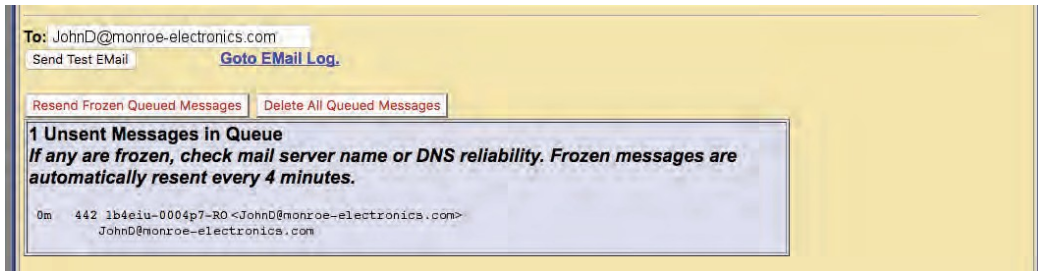 To: JohnD@monroe-electronics.com
Send Test EMail Goto EMail Log.
Resend Frozen Queued Messages Delete All Queued Messages
1 Unsent Messages in Queue
If any are frozen, check mail server name or DNS reliability. Frozen messages are
automatically resent every 4 minutes.
0m 442 1b4eiu-0004p7-RO <JohnD@monroe-electronics.com>
JohnD@monroe-electronics.com